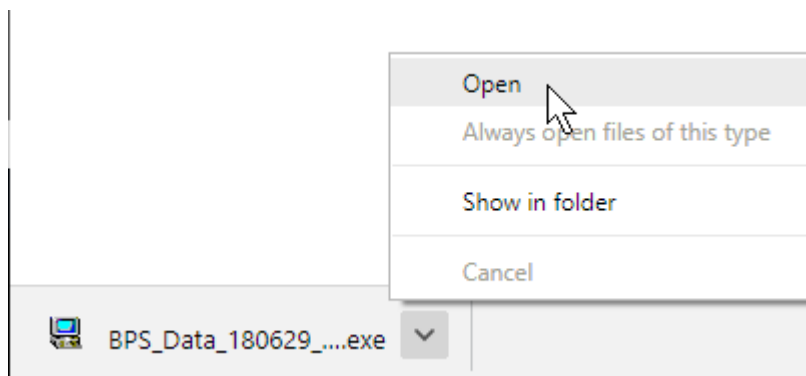 Open
Always open files of this type
Show in folder
Cancel
BPS_Data_180629_....exe